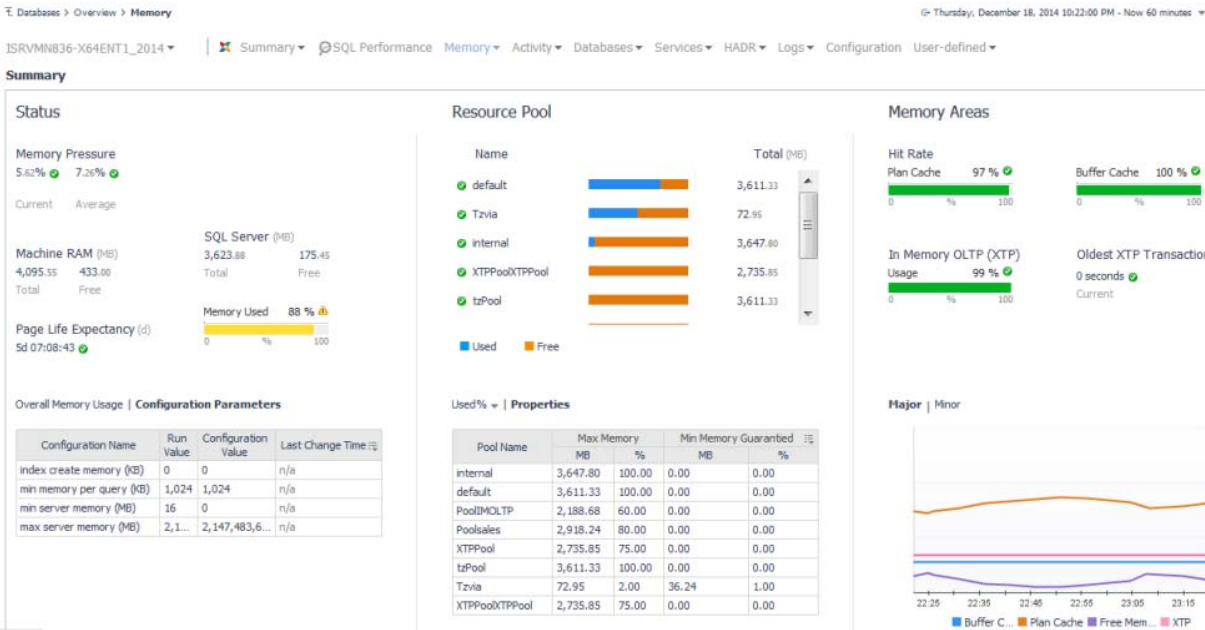 Databases > Overview > Memory
Thursday, December 18, 2014 10:22:00 PM - Now 60 minutes
ISRVMN836-X64ENT1_2014 | Summary SQL Performance Memory Activity Databases Services HADR Logs Configuration User-defined
Summary
Status
Memory Pressure
5.62% 7.26%
Current Average
Machine RAM (MB)
4,095.55 433.00
Total Free
SQL Server (MB)
3,623.88 175.45
Total Free
Memory Used 88 %
0 % 100
Page Life Expectancy (d)
5d 07:08:43
Resource Pool
Name Total (MB)
default 3,611.33
Tzvia 72.95
internal 3,647.80
XTPPoolXTPPool 2,735.85
tzPool 3,611.33
Used Free
Memory Areas
Hit Rate
Plan Cache 97 %
0 % 100
Buffer Cache 100 %
0 % 100
In Memory OLTP (XTP)
Usage 99 %
0 % 100
Oldest XTP Transaction
0 seconds
Current
Overall Memory Usage | Configuration Parameters
Configuration Name Run Value Configuration Value Last Change Time
index create memory (KB) 0 0 n/a
min memory per query (KB) 1,024 1,024 n/a
min server memory (MB) 16 0 n/a
max server memory (MB) 2,1... 2,147,483,6... n/a
Used% | Properties
Pool Name Max Memory Min Memory Guarantied
MB % MB %
internal 3,647.80 100.00 0.00 0.00
default 3,611.33 100.00 0.00 0.00
PoolIMOLTP 2,188.68 60.00 0.00 0.00
Poolsales 2,918.24 80.00 0.00 0.00
XTPPool 2,735.85 75.00 0.00 0.00
tzPool 3,611.33 100.00 0.00 0.00
Tzvia 72.95 2.00 36.24 1.00
XTPPoolXTPPool 2,735.85 75.00 0.00 0.00
Major | Minor
22:25 22:35 22:45 22:55 23:05 23:15
Buffer C... Plan Cache Free Mem... XTP